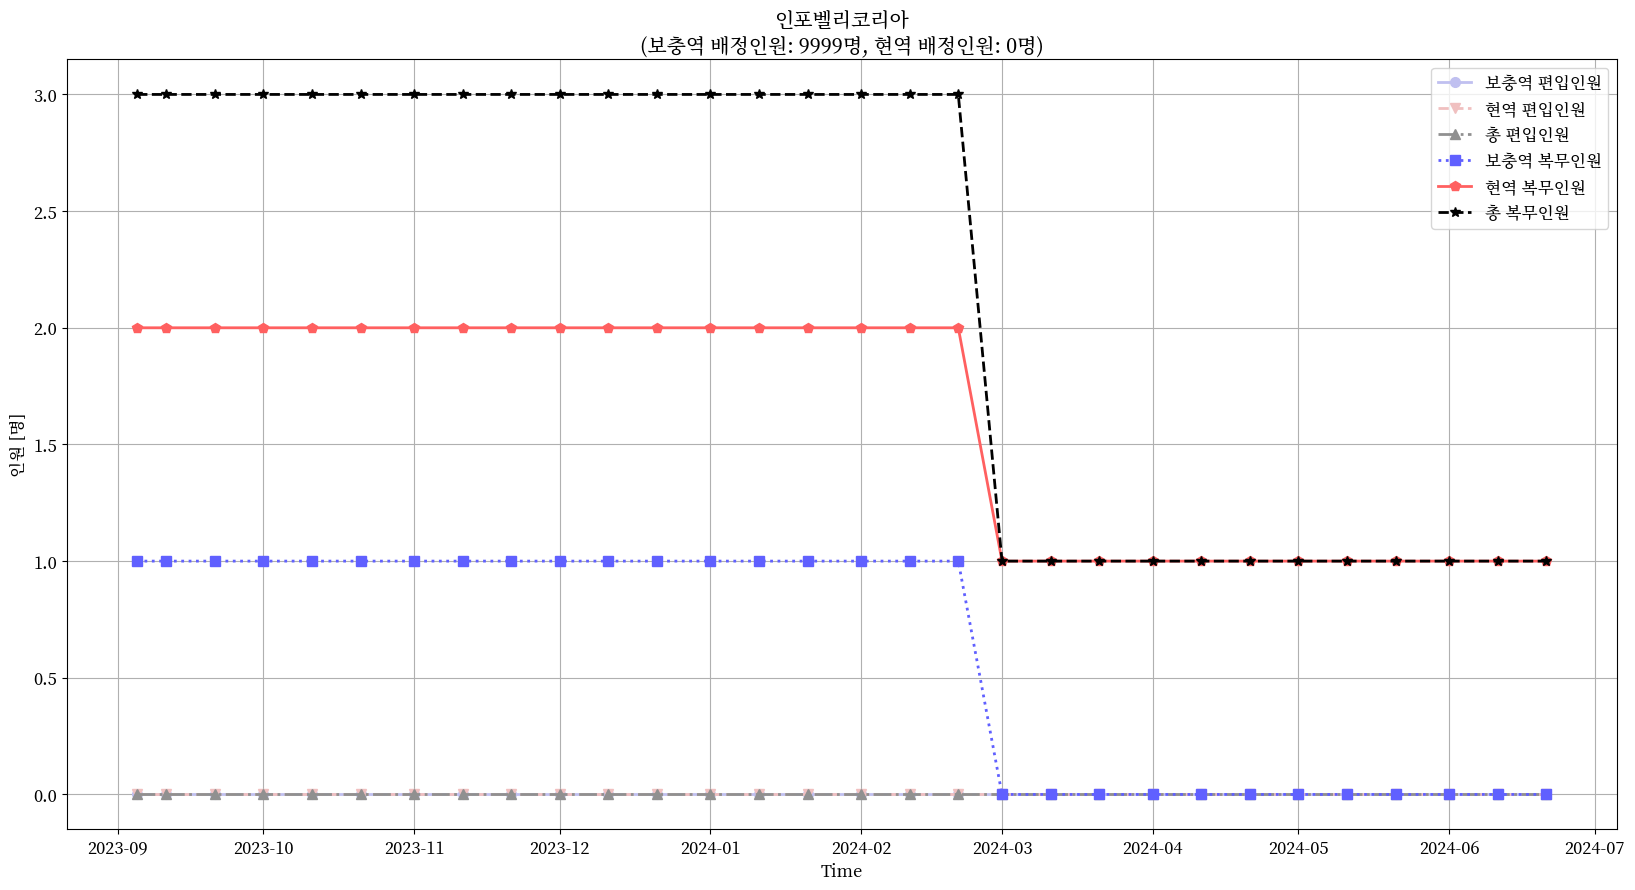 인포벨리코리아
(보충역 배정인원: 9999명, 현역 배정인원: 0명)
보충역 편입인원
현역 편입인원
총 편입인원
보충역 복무인원
현역 복무인원
총 복무인원
인원 [명]
3.0
2.5
2.0
1.5
1.0
0.5
0.0
2023-09
2023-10
2023-11
2023-12
2024-01
2024-02
2024-03
2024-04
2024-05
2024-06
2024-07
Time